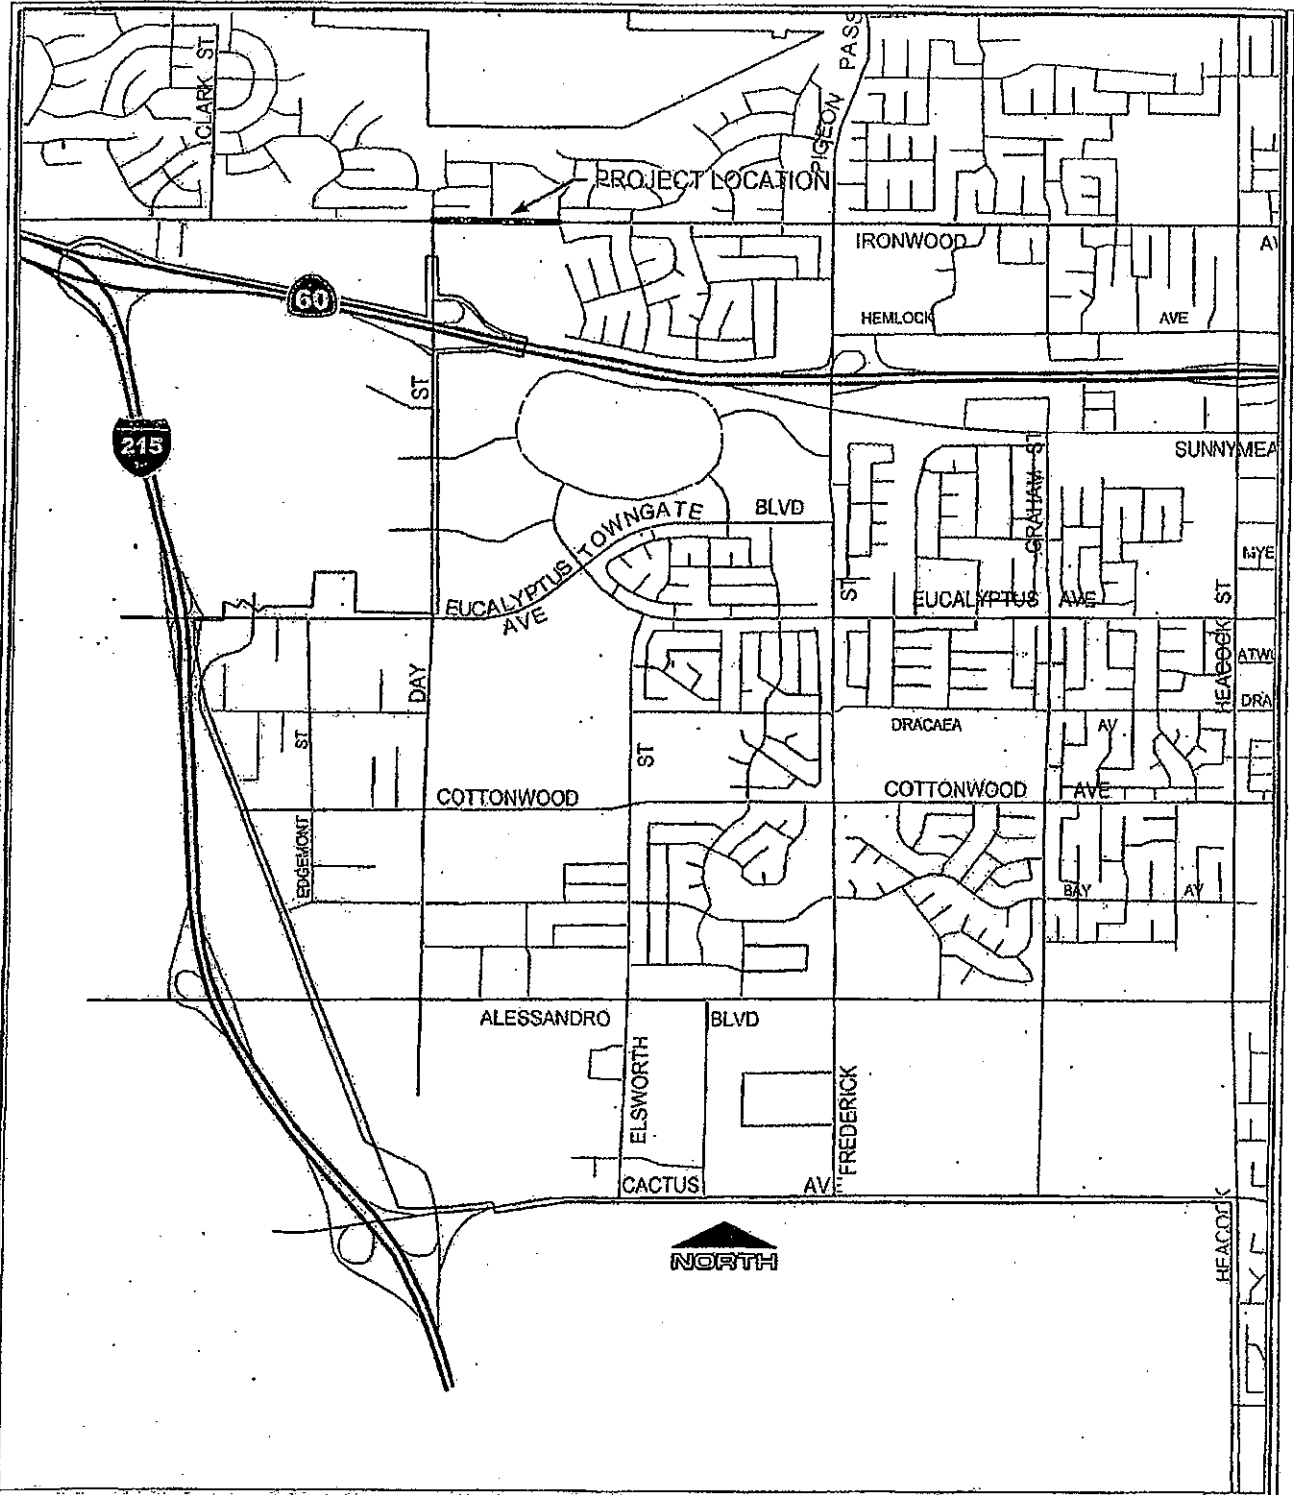 CLARK ST
PIGEON PASS
PROJECT LOCATION
IRONWOOD AV
60
HEMLOCK AVE
ST
215
SUNNYMEA
GRAHAM ST
TOWNGATE BLVD
MYE
EUCALYPTUS
AVE
ST
EUCALYPTUS AVE
ST
HEACOCK
ATW
DAY
DRA
DRACAEA AV
ST
ST
COTTONWOOD
COTTONWOOD AVE
EDGEMONT
BAY AV
ALESSANDRO BLVD
ELSWORTH
FREDERICK
CACTUS AV
HEACOCK
NORTH